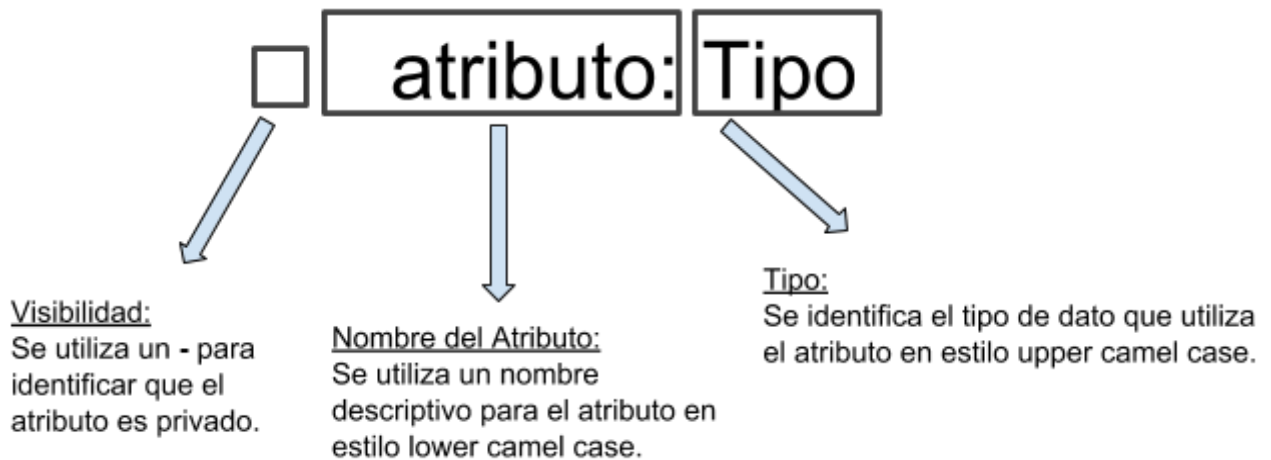 atributo: Tipo
Visibilidad:
Se utiliza un - para
identificar que el
atributo es privado.
Nombre del Atributo:
Se utiliza un nombre
descriptivo para el atributo en
estilo lower camel case.
Tipo:
Se identifica el tipo de dato que utiliza
el atributo en estilo upper camel case.